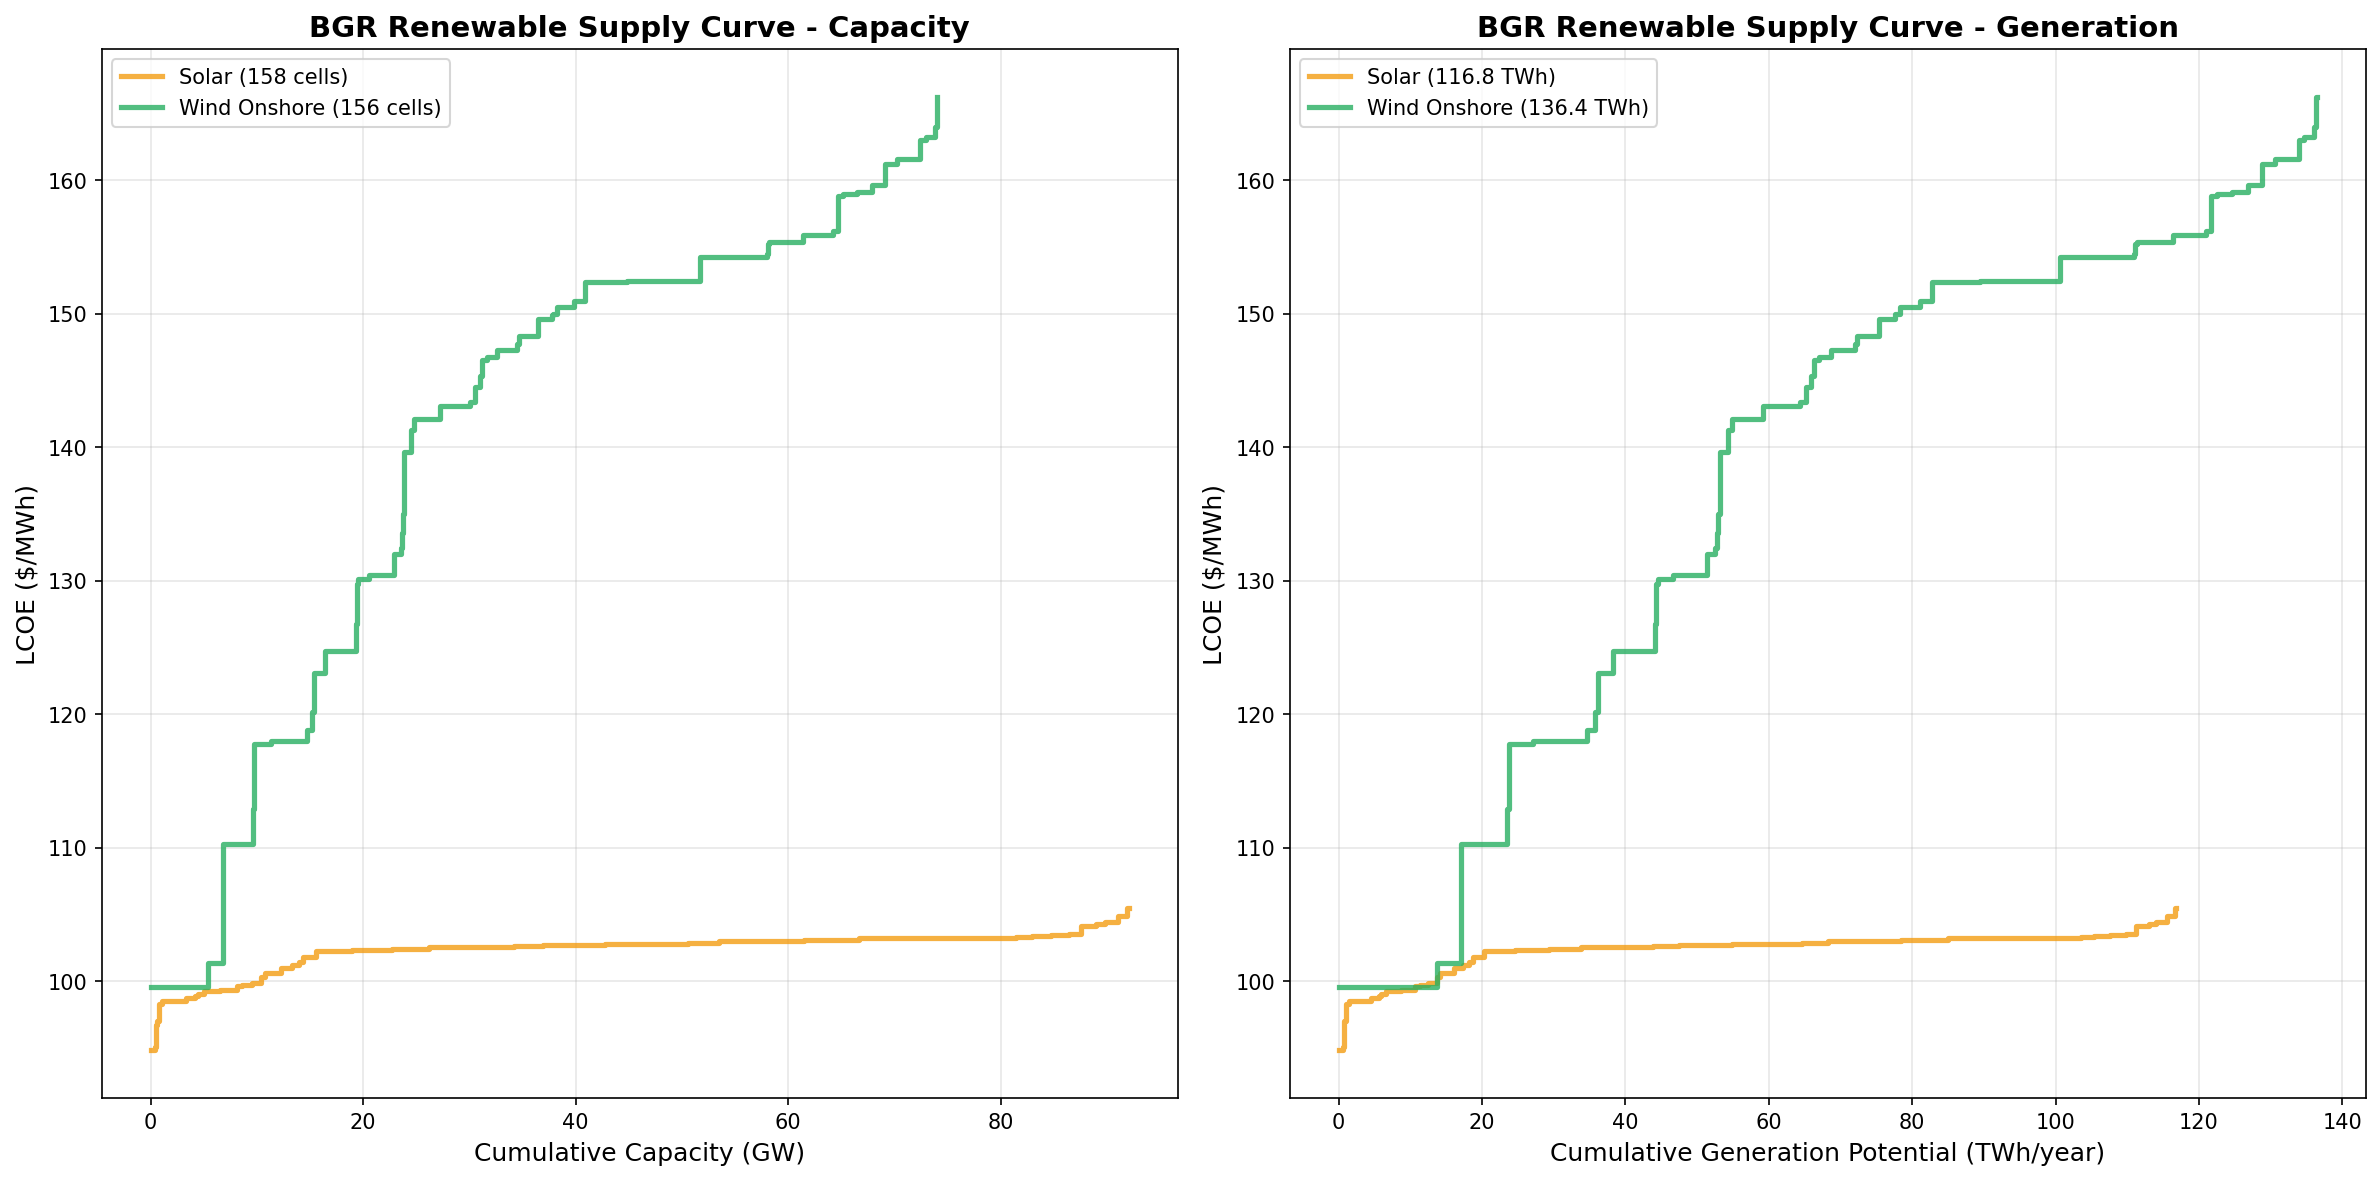 BGR Renewable Supply Curve - Capacity
Solar (158 cells)
Wind Onshore (156 cells)
LCOE ($/MWh)
160
150
140
130
120
110
100
0 20 40 60 80
Cumulative Capacity (GW)
BGR Renewable Supply Curve - Generation
Solar (116.8 TWh)
Wind Onshore (136.4 TWh)
LCOE ($/MWh)
160
150
140
130
120
110
100
0 20 40 60 80 100 120 140
Cumulative Generation Potential (TWh/year)